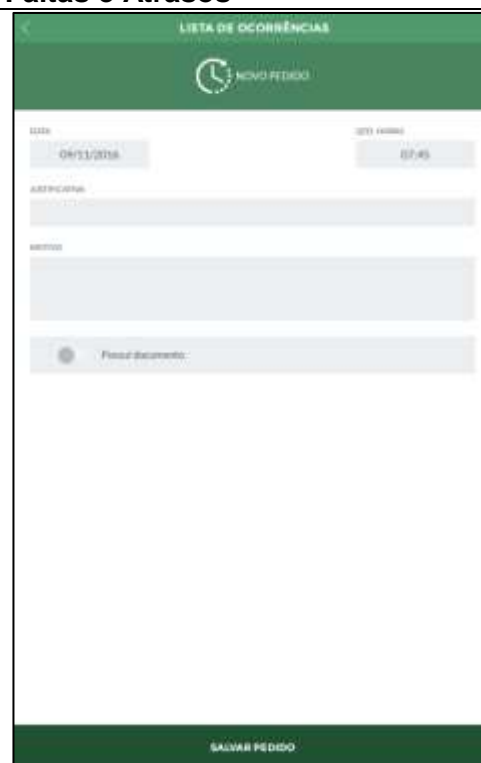 Faltas e Atrasos
LISTA DE OCORRÊNCIAS
NOVO PEDIDO
DATA
QTD. HORAS
09/11/2016
07:45
JUSTIFICATIVA
MOTIVO
Possui documento
SALVAR PEDIDO